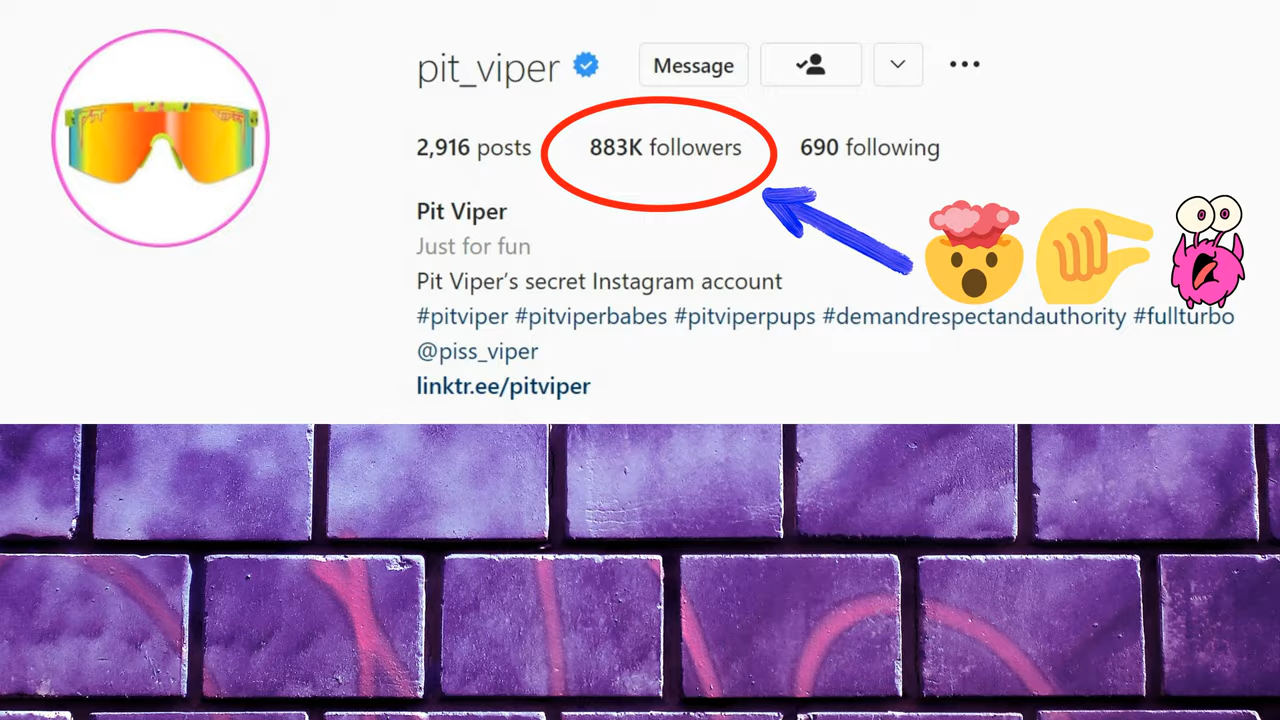 pit_viper
Message
2,916 posts 883K followers 690 following
Pit Viper
Just for fun
Pit Viper’s secret Instagram account
#pitviper #pitviperbabes #pitviperpups #demandrespectandauthority #fullturbo
@piss_viper
linktr.ee/pitviper